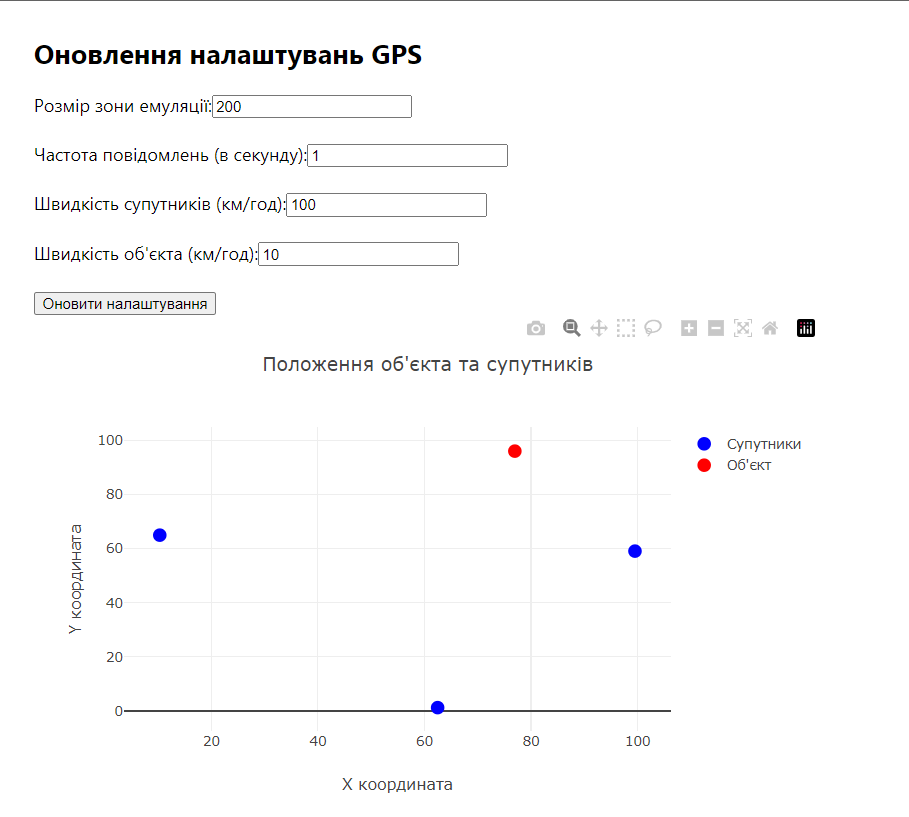 Оновлення налаштувань GPS
Розмір зони емуляції: 200
Частота повідомлень (в секунду): 1
Швидкість супутників (км/год): 100
Швидкість об'єкта (км/год): 10
Оновити налаштування
Положення об'єкта та супутників
Супутники
Об'єкт
Y координата
100
80
60
40
20
0
20 40 60 80 100
X координата